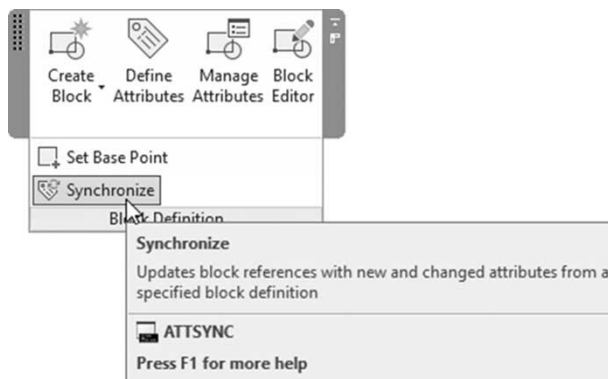 Create Define Manage Block
Block Attributes Attributes Editor
Set Base Point
Synchronize
Block Definition
Synchronize
Updates block references with new and changed attributes from a
specified block definition
ATTSYNC
Press F1 for more help